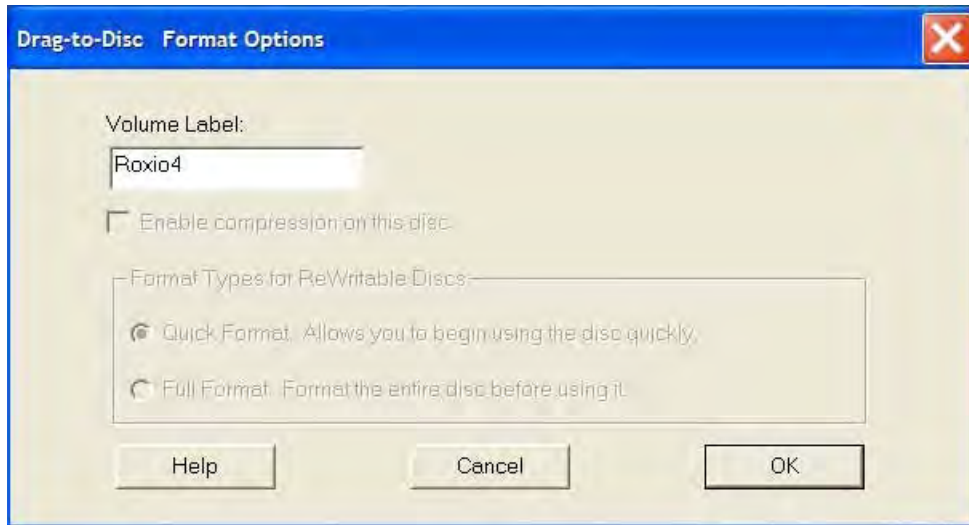 Drag-to-Disc Format Options
Volume Label:
Roxio4
Enable compression on this disc.
Format Types for ReWritable Discs:
Quick Format. Allows you to begin using the disc quickly.
Full Format. Format the entire disc before using it.
Help Cancel OK